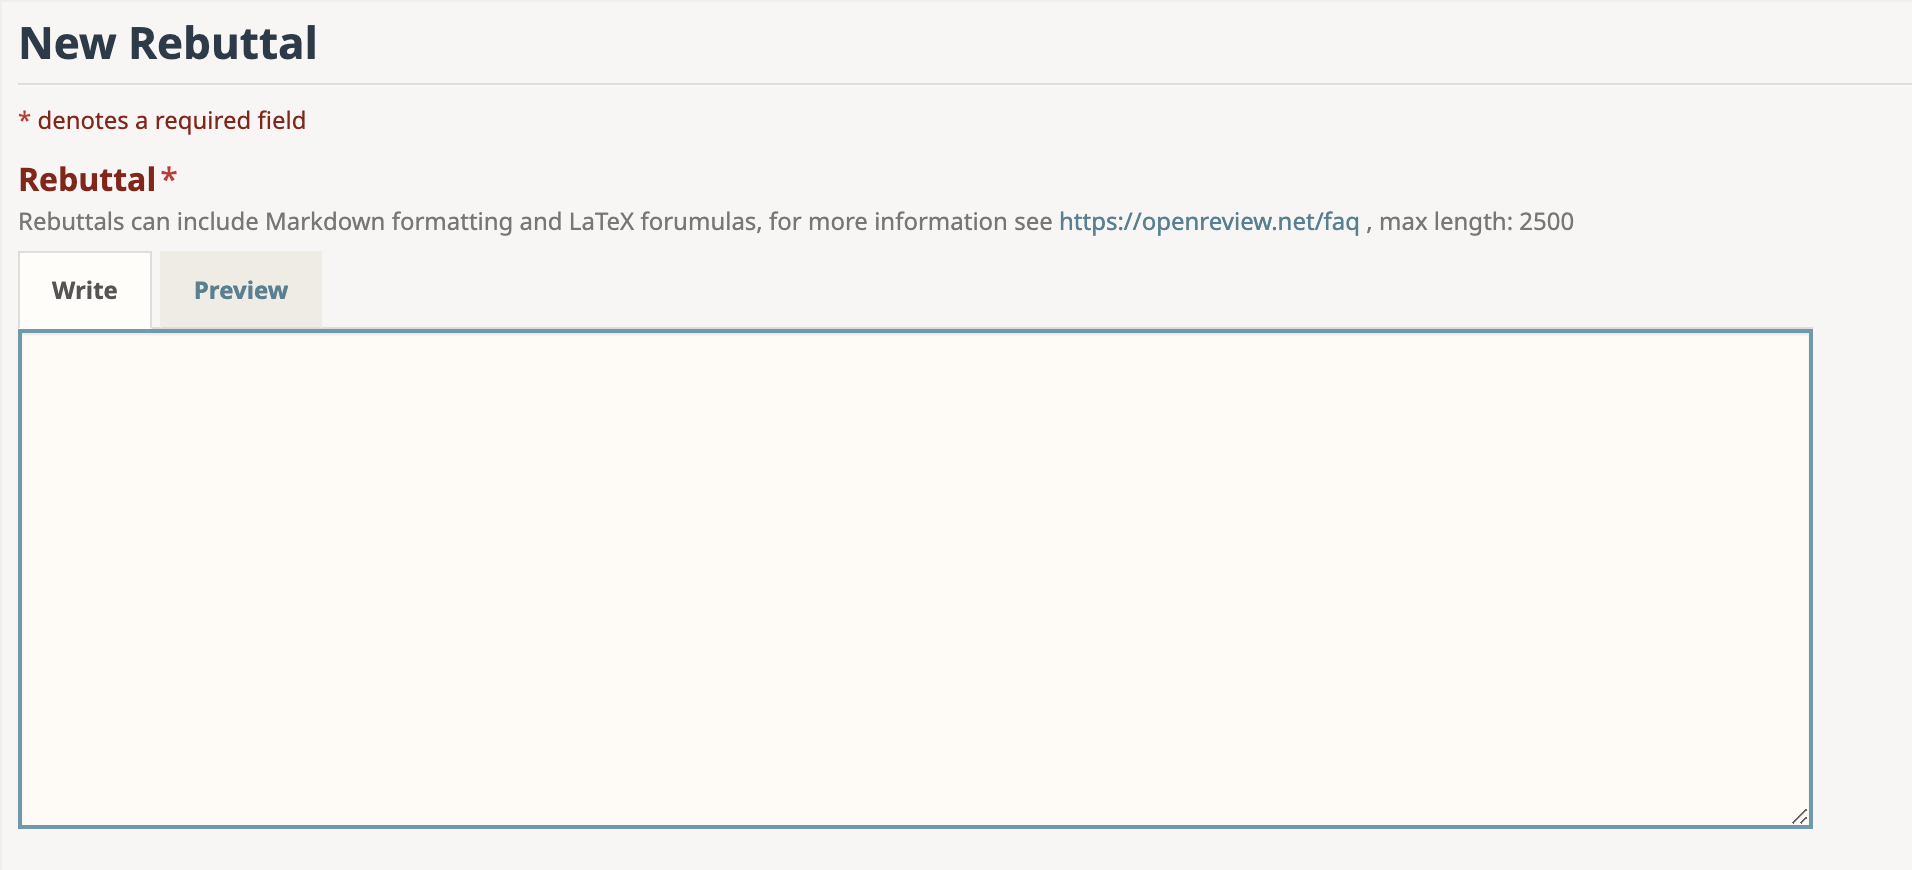 New Rebuttal
* denotes a required field
Rebuttal *
Rebuttals can include Markdown formatting and LaTeX forumulas, for more information see https://openreview.net/faq , max length: 2500
Write Preview